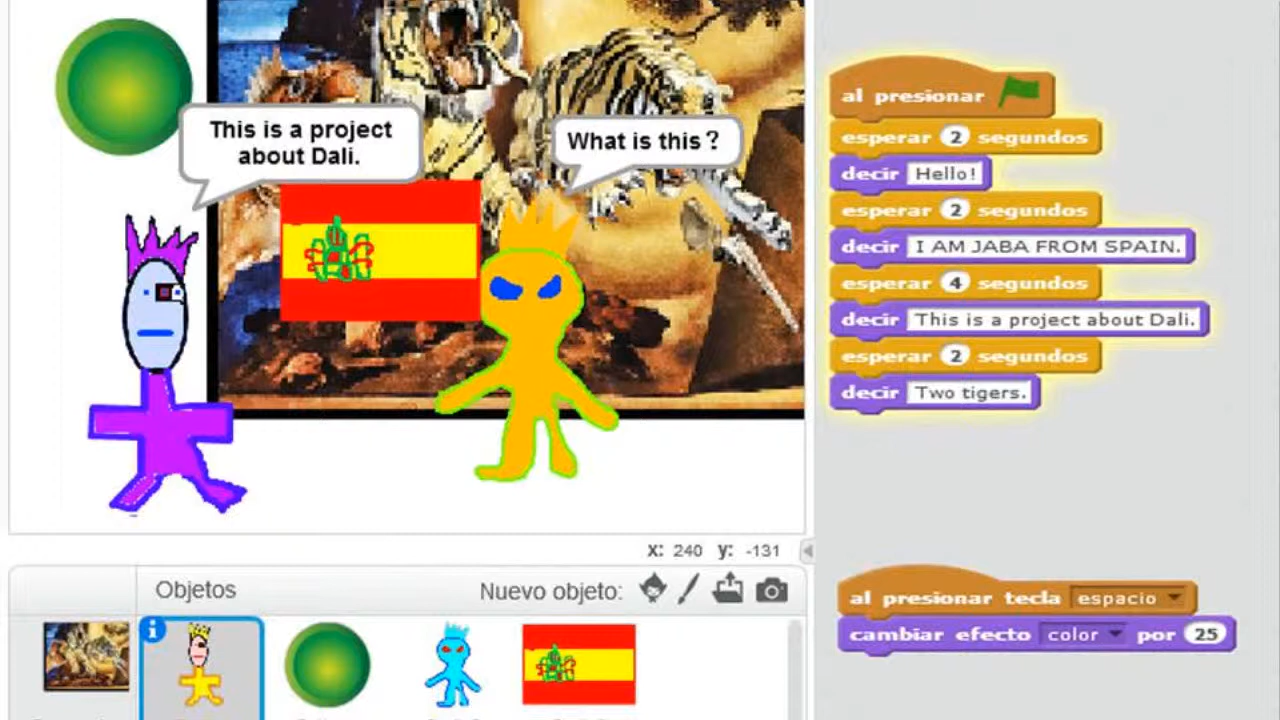 This is a project
about Dali.
What is this?
al presionar
esperar 2 segundos
decir Hello!
esperar 2 segundos
decir I AM JABA FROM SPAIN.
esperar 4 segundos
decir This is a project about Dali.
esperar 2 segundos
decir Two tigers.
x: 240 y: -131
Objetos
Nuevo objeto:
al presionar tecla espacio
cambiar efecto color por 25